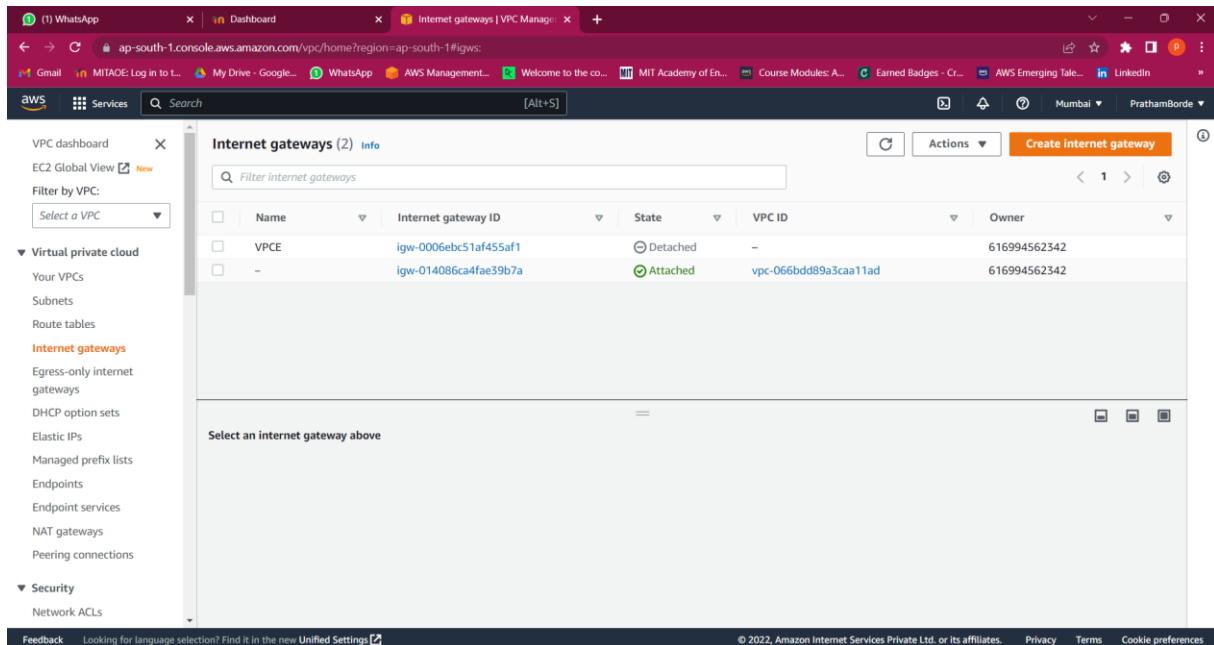 (1) WhatsApp
Dashboard
Internet gateways | VPC Manage
ap-south-1.console.aws.amazon.com/vpc/home?region=ap-south-1#igws:
Gmail MITAOE: Log in to t... My Drive - Google... WhatsApp AWS Management... Welcome to the co... MIT Academy of En... Course Modules: A... Earned Badges - Cr... AWS Emerging Tale... LinkedIn »
aws Services Search [Alt+S] Mumbai ▼ PrathamBorde ▼
VPC dashboard
EC2 Global View New
Filter by VPC:
Select a VPC
Virtual private cloud
Your VPCs
Subnets
Route tables
Internet gateways
Egress-only internet
gateways
DHCP option sets
Elastic IPs
Managed prefix lists
Endpoints
Endpoint services
NAT gateways
Peering connections
Security
Network ACLs
Internet gateways (2) Info
Actions ▼ Create internet gateway
Filter internet gateways
< 1 >
Name Internet gateway ID State VPC ID Owner
VPCE igw-0006ebc51af455af1 Detached – 616994562342
– igw-014086ca4fae39b7a Attached vpc-066bdd89a3caa11ad 616994562342
Select an internet gateway above
Feedback Looking for language selection? Find it in the new Unified Settings © 2022, Amazon Internet Services Private Ltd. or its affiliates. Privacy Terms Cookie preferences